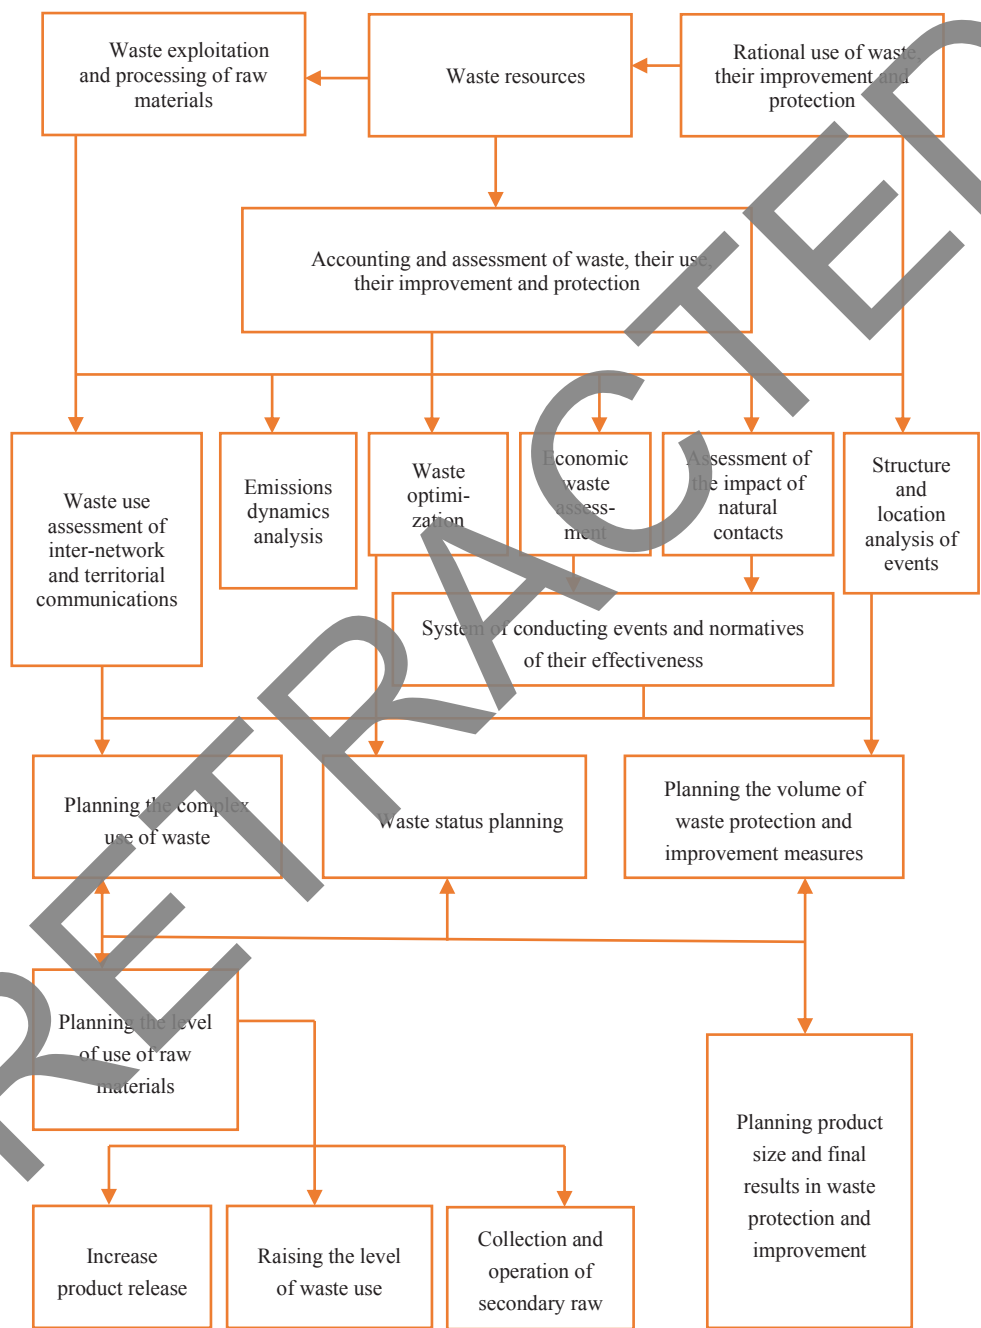 Waste exploitation
and processing of raw
materials
Waste resources
Rational use of waste,
their improvement and
protection
Accounting and assessment of waste, their use,
their improvement and protection
Waste use
assessment of
inter-network
and territorial
communications
Emissions
dynamics
analysis
Waste
optimi-
zation
Economic
waste
assess-
ment
Assessment of
the impact of
natural
contacts
Structure
and
location
analysis of
events
System of conducting events and normatives
of their effectiveness
Planning the complex
use of waste
Waste status planning
Planning the volume of
waste protection and
improvement measures
Planning the level
of use of raw
materials
Planning product
size and final
results in waste
protection and
improvement
Increase
product release
Raising the level
of waste use
Collection and
operation of
secondary raw
RETRACTED